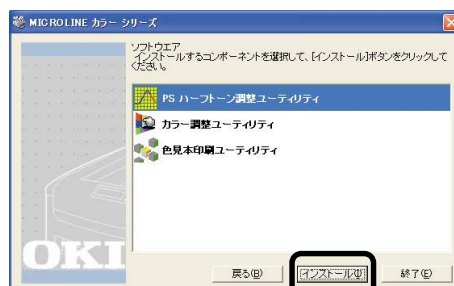 MICROLINE カラー シリーズ
ソフトウエア
インストールするコンポーネントを選択して、[インストール]ボタンをクリックして
ください。
PS ハーフトーン調整ユーティリティ
カラー調整ユーティリティ
色見本印刷ユーティリティ
OKI
戻る(B) インストール(I) 終了(E)